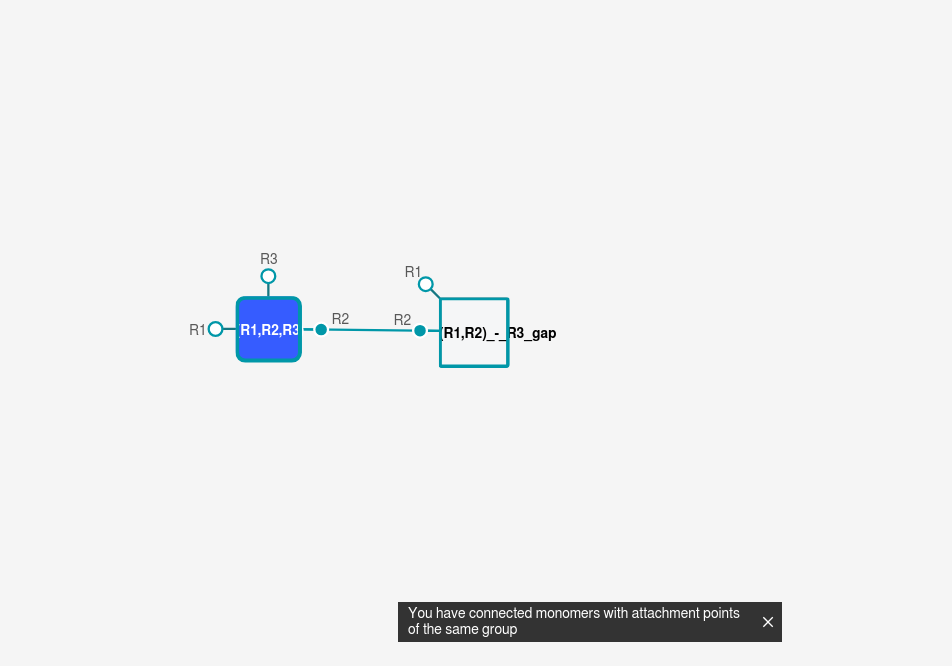 R3
R1
R1
R1,R2,R3
R2
R2
(R1,R2)_-_R3_gap
You have connected monomers with attachment points
of the same group